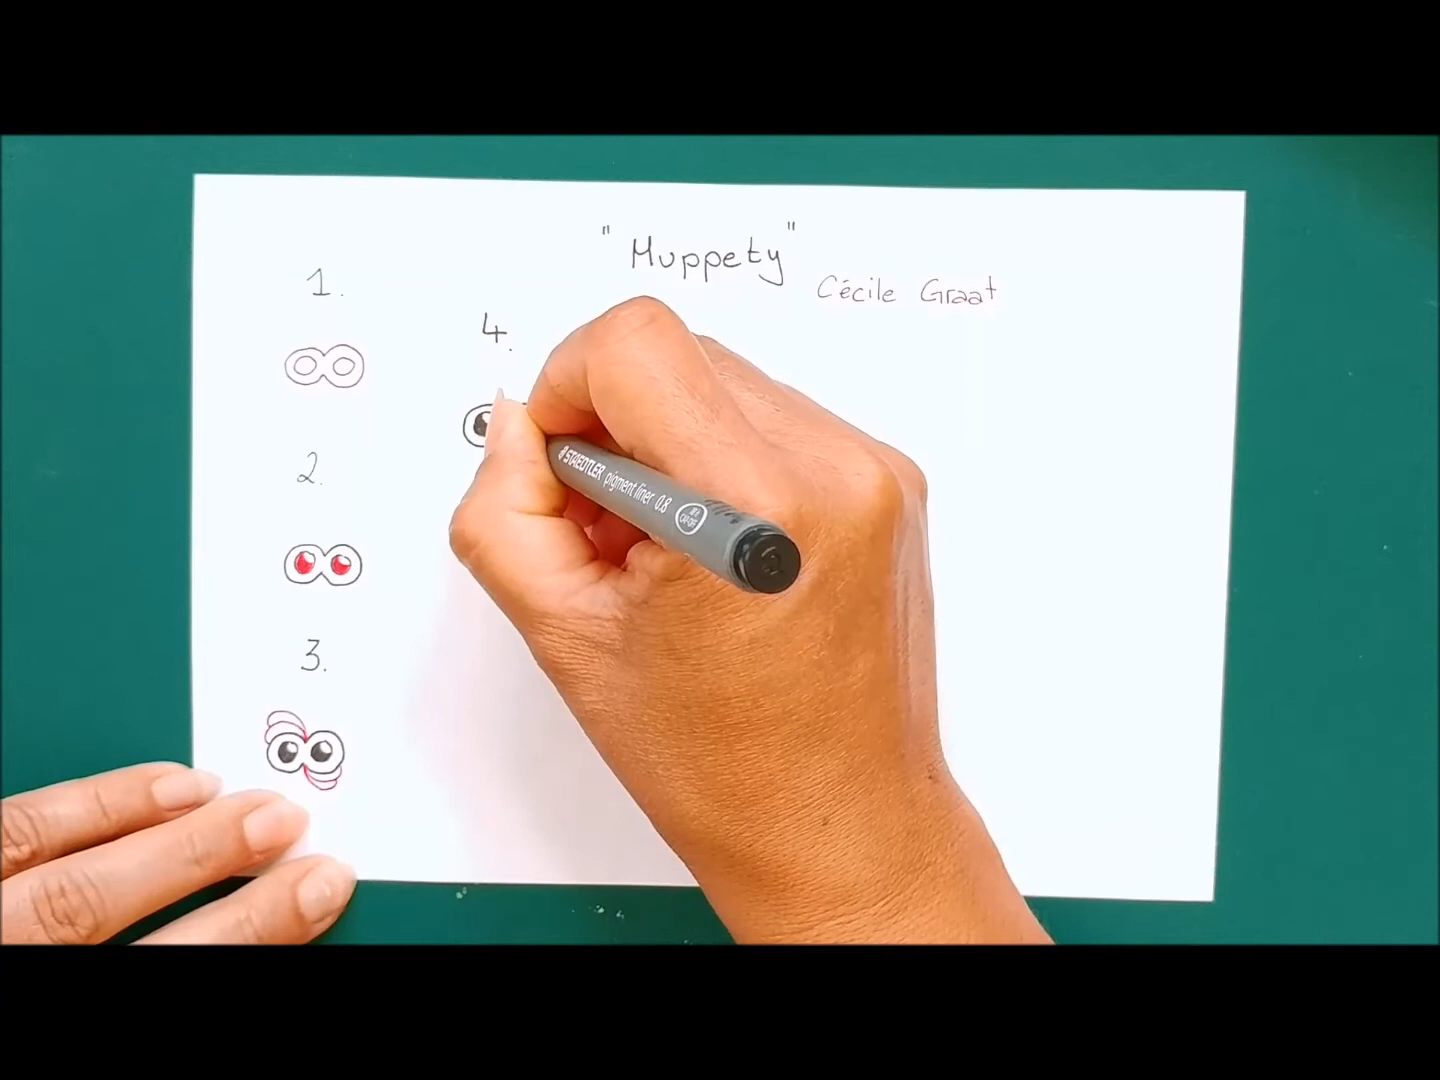 "Muppety"
Cécile Graat
1.
2.
3.
4.
STAEDTLER pigment liner 0.8